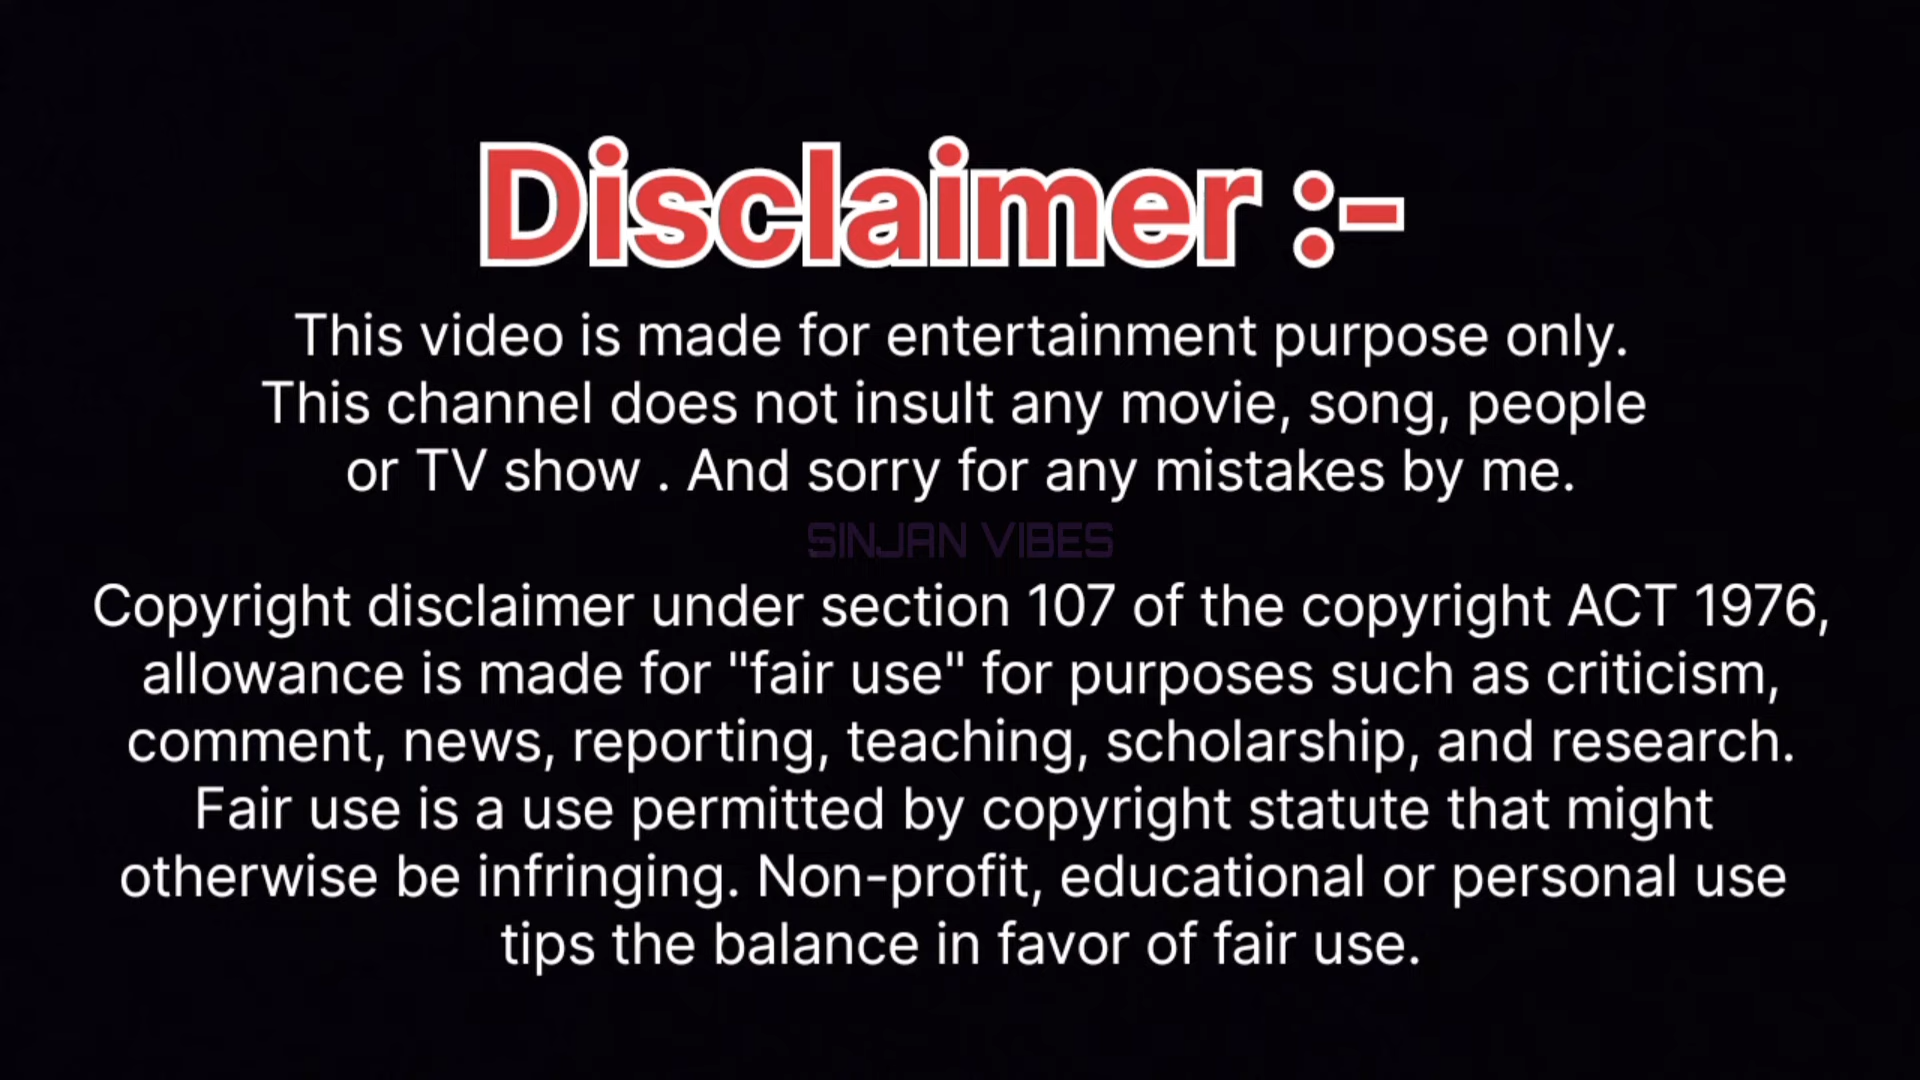 Disclaimer :-
This video is made for entertainment purpose only.
This channel does not insult any movie, song, people
or TV show . And sorry for any mistakes by me.
SINJAN VIBES
Copyright disclaimer under section 107 of the copyright ACT 1976,
allowance is made for "fair use" for purposes such as criticism,
comment, news, reporting, teaching, scholarship, and research.
Fair use is a use permitted by copyright statute that might
otherwise be infringing. Non-profit, educational or personal use
tips the balance in favor of fair use.